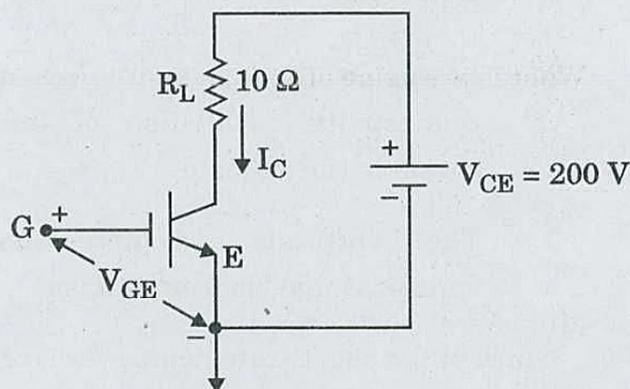 R_L 10 Ω
I_C
+
V_CE = 200 V
−
G +
E
V_GE
−